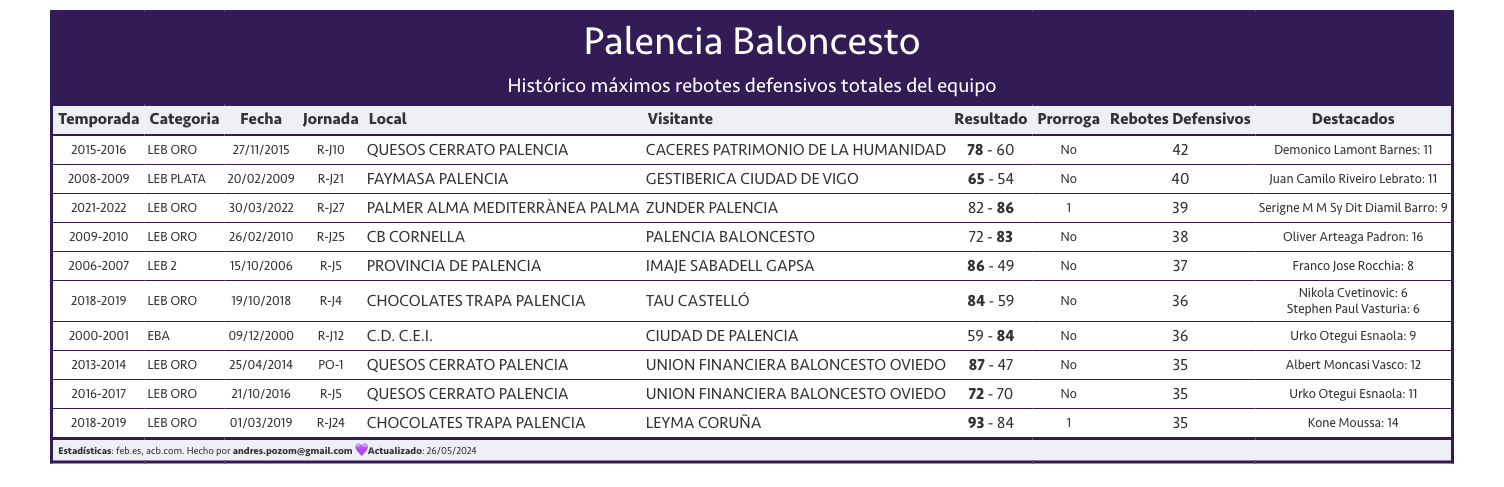 Palencia Baloncesto
Histórico máximos rebotes defensivos totales del equipo
Temporada Categoria Fecha Jornada Local Visitante Resultado Prorroga Rebotes Defensivos Destacados
2015-2016 LEB ORO 27/11/2015 R-J10 QUESOS CERRATO PALENCIA CACERES PATRIMONIO DE LA HUMANIDAD 78 - 60 No 42 Demonico Lamont Barnes: 11
2008-2009 LEB PLATA 20/02/2009 R-J21 FAYMASA PALENCIA GESTIBERICA CIUDAD DE VIGO 65 - 54 No 40 Juan Camilo Riveiro Lebrato: 11
2021-2022 LEB ORO 30/03/2022 R-J27 PALMER ALMA MEDITERRÀNEA PALMA ZUNDER PALENCIA 82 - 86 1 39 Serigne M M Sy Dit Diamil Barro: 9
2009-2010 LEB ORO 26/02/2010 R-J25 CB CORNELLA PALENCIA BALONCESTO 72 - 83 No 38 Oliver Arteaga Padron: 16
2006-2007 LEB 2 15/10/2006 R-J5 PROVINCIA DE PALENCIA IMAJE SABADELL GAPSA 86 - 49 No 37 Franco Jose Rocchia: 8
2018-2019 LEB ORO 19/10/2018 R-J4 CHOCOLATES TRAPA PALENCIA TAU CASTELLÓ 84 - 59 No 36 Nikola Cvetinovic: 6
Stephen Paul Vasturia: 6
2000-2001 EBA 09/12/2000 R-J12 C.D. C.E.I. CIUDAD DE PALENCIA 59 - 84 No 36 Urko Otegui Esnaola: 9
2013-2014 LEB ORO 25/04/2014 PO-1 QUESOS CERRATO PALENCIA UNION FINANCIERA BALONCESTO OVIEDO 87 - 47 No 35 Albert Moncasi Vasco: 12
2016-2017 LEB ORO 21/10/2016 R-J5 QUESOS CERRATO PALENCIA UNION FINANCIERA BALONCESTO OVIEDO 72 - 70 No 35 Urko Otegui Esnaola: 11
2018-2019 LEB ORO 01/03/2019 R-J24 CHOCOLATES TRAPA PALENCIA LEYMA CORUÑA 93 - 84 1 35 Kone Moussa: 14
Estadísticas: feb.es, acb.com. Hecho por andres.pozom@gmail.com 💜Actualizado: 26/05/2024